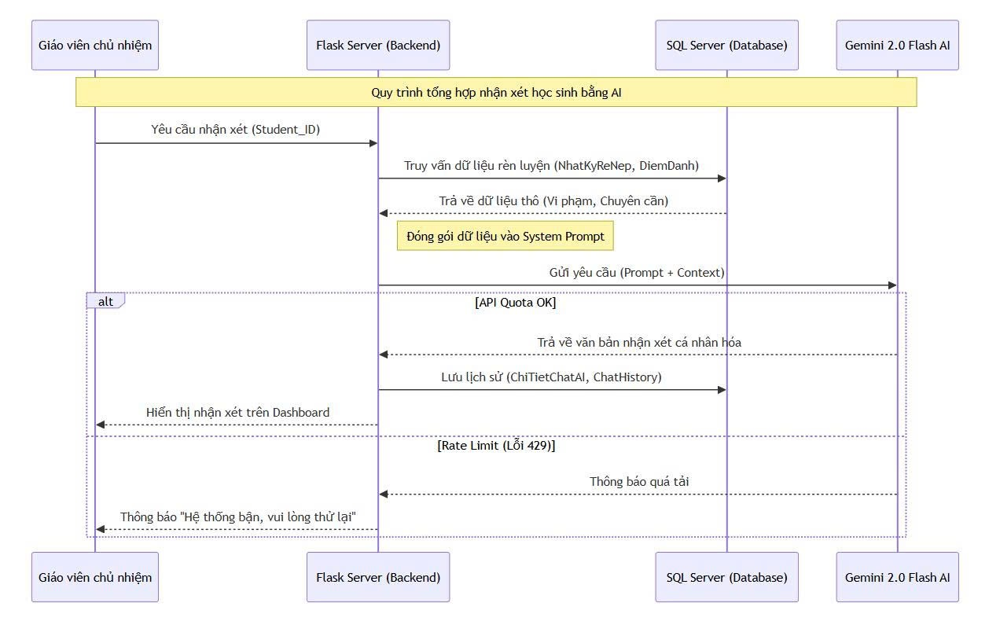 Giáo viên chủ nhiệm
Flask Server (Backend)
SQL Server (Database)
Gemini 2.0 Flash AI
Quy trình tổng hợp nhận xét học sinh bằng AI
Yêu cầu nhận xét (Student_ID)
Truy vấn dữ liệu rèn luyện (NhatKyReNep, DiemDanh)
Trả về dữ liệu thô (Vi phạm, Chuyên cần)
Đóng gói dữ liệu vào System Prompt
Gửi yêu cầu (Prompt + Context)
alt
[API Quota OK]
Trả về văn bản nhận xét cá nhân hóa
Lưu lịch sử (ChiTietChatAI, ChatHistory)
Hiển thị nhận xét trên Dashboard
[Rate Limit (Lỗi 429)]
Thông báo quá tải
Thông báo "Hệ thống bận, vui lòng thử lại"
Giáo viên chủ nhiệm
Flask Server (Backend)
SQL Server (Database)
Gemini 2.0 Flash AI